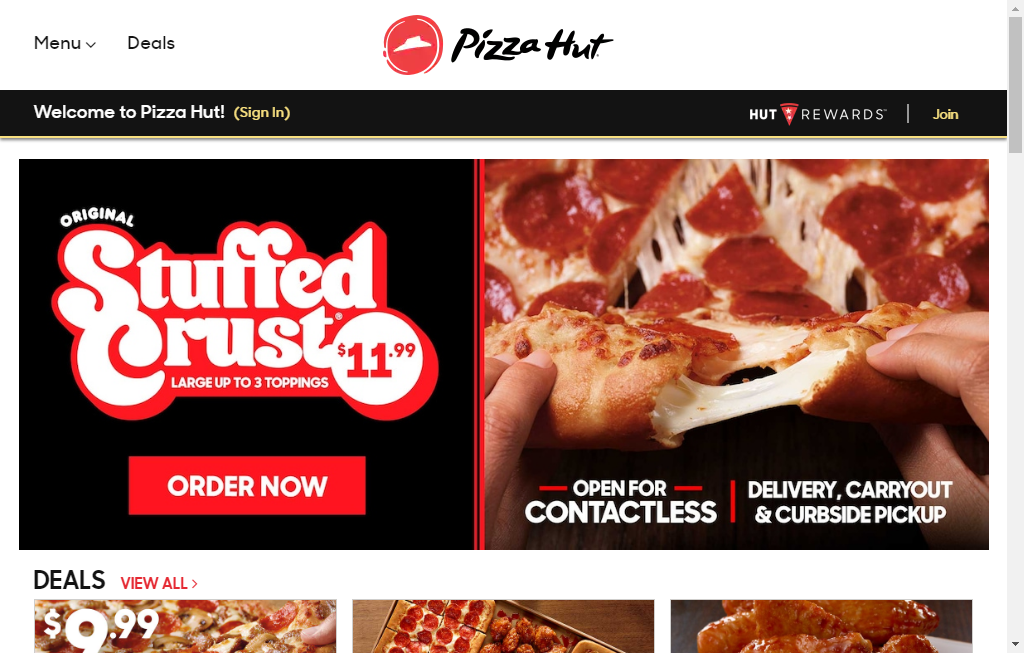 Menu
Deals
Pizza Hut
Welcome to Pizza Hut! (Sign In)
HUT REWARDS™
Join
ORIGINAL
Stuffed
Crust®
$11.99
LARGE UP TO 3 TOPPINGS
ORDER NOW
OPEN FOR
CONTACTLESS
DELIVERY, CARRYOUT
& CURBSIDE PICKUP
DEALS
VIEW ALL >
$9.99